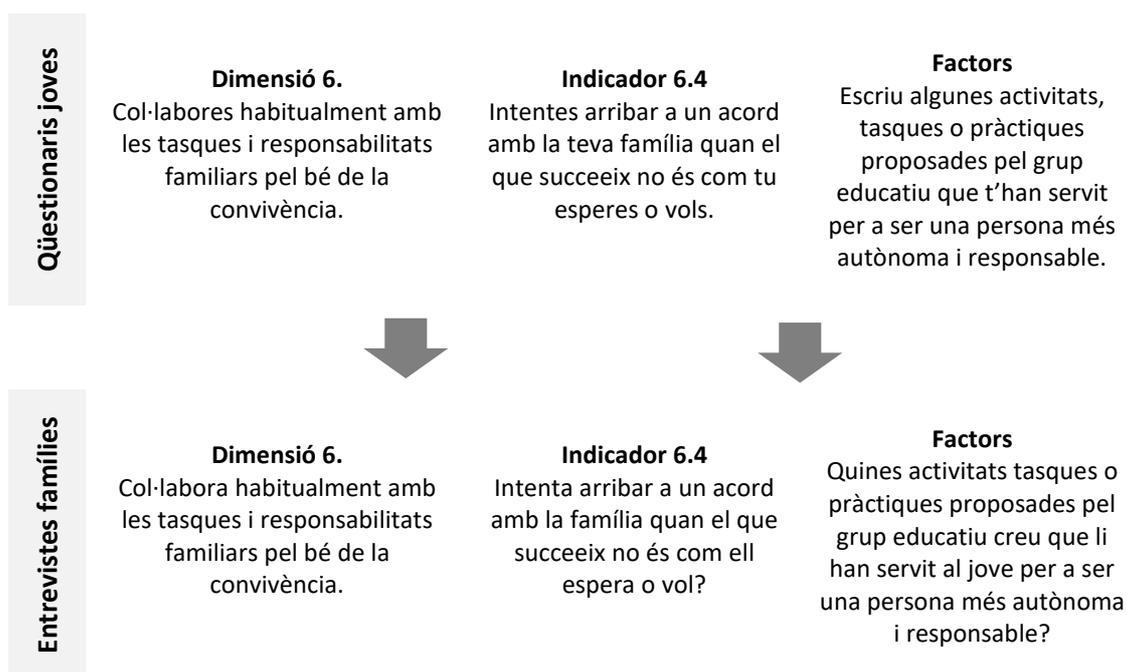 Qüestionaris joves
Dimensió 6.
Col·labores habitualment amb
les tasques i responsabilitats
familiars pel bé de la
convivència.
Indicador 6.4
Intentes arribar a un acord
amb la teva família quan el
que succeeix no és com tu
esperes o vols.
Factors
Escriu algunes activitats,
tasques o pràctiques
proposades pel grup
educatiu que t’han servit
per a ser una persona més
autònoma i responsable.
Entrevistes famílies
Dimensió 6.
Col·labora habitualment amb
les tasques i responsabilitats
familiars pel bé de la
convivència.
Indicador 6.4
Intenta arribar a un acord
amb la família quan el que
succeeix no és com ell
espera o vol?
Factors
Quines activitats tasques o
pràctiques proposades pel
grup educatiu creu que li
han servit al jove per a ser
una persona més autònoma
i responsable?